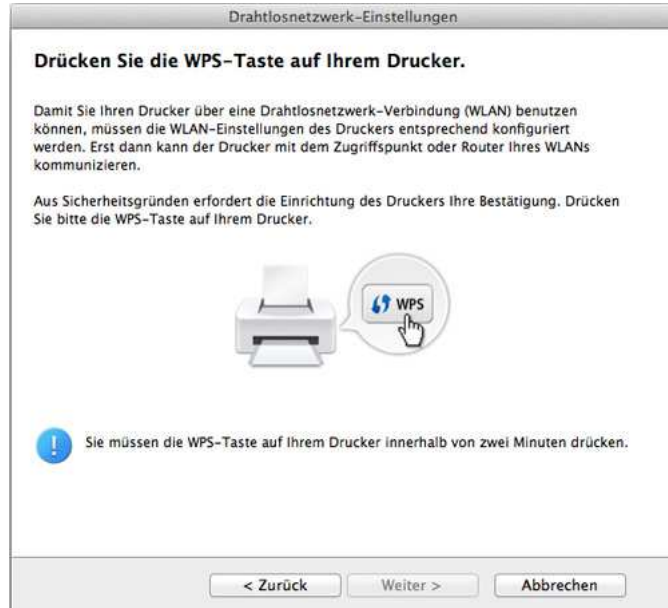 Drahtlosnetzwerk-Einstellungen
Drücken Sie die WPS-Taste auf Ihrem Drucker.
Damit Sie Ihren Drucker über eine Drahtlosnetzwerk-Verbindung (WLAN) benutzen
können, müssen die WLAN-Einstellungen des Druckers entsprechend konfiguriert
werden. Erst dann kann der Drucker mit dem Zugriffspunkt oder Router Ihres WLANs
kommunizieren.
Aus Sicherheitsgründen erfordert die Einrichtung des Druckers Ihre Bestätigung. Drücken
Sie bitte die WPS-Taste auf Ihrem Drucker.
WPS
Sie müssen die WPS-Taste auf Ihrem Drucker innerhalb von zwei Minuten drücken.
< Zurück
Weiter >
Abbrechen